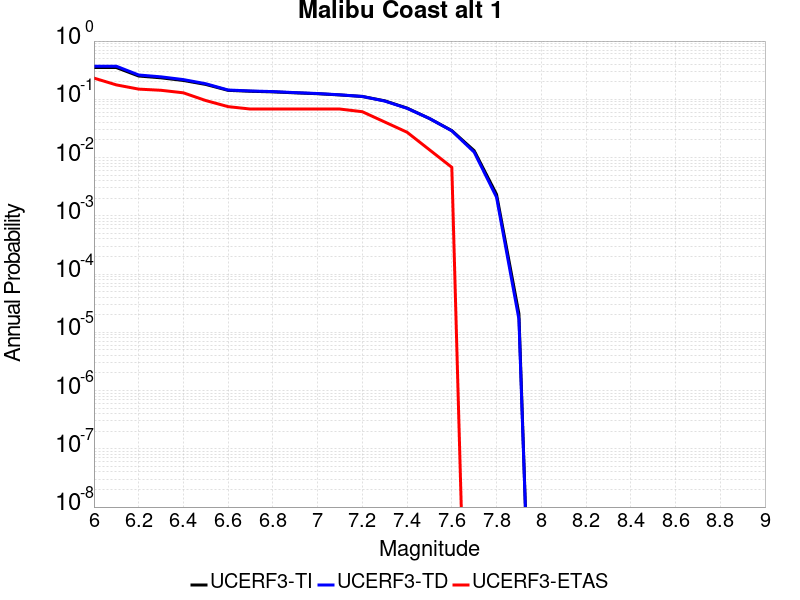 Malibu Coast alt 1
Annual Probability
10^0
10^-1
10^-2
10^-3
10^-4
10^-5
10^-6
10^-7
10^-8
6 6.2 6.4 6.6 6.8 7 7.2 7.4 7.6 7.8 8 8.2 8.4 8.6 8.8 9
Magnitude
UCERF3-TI UCERF3-TD UCERF3-ETAS